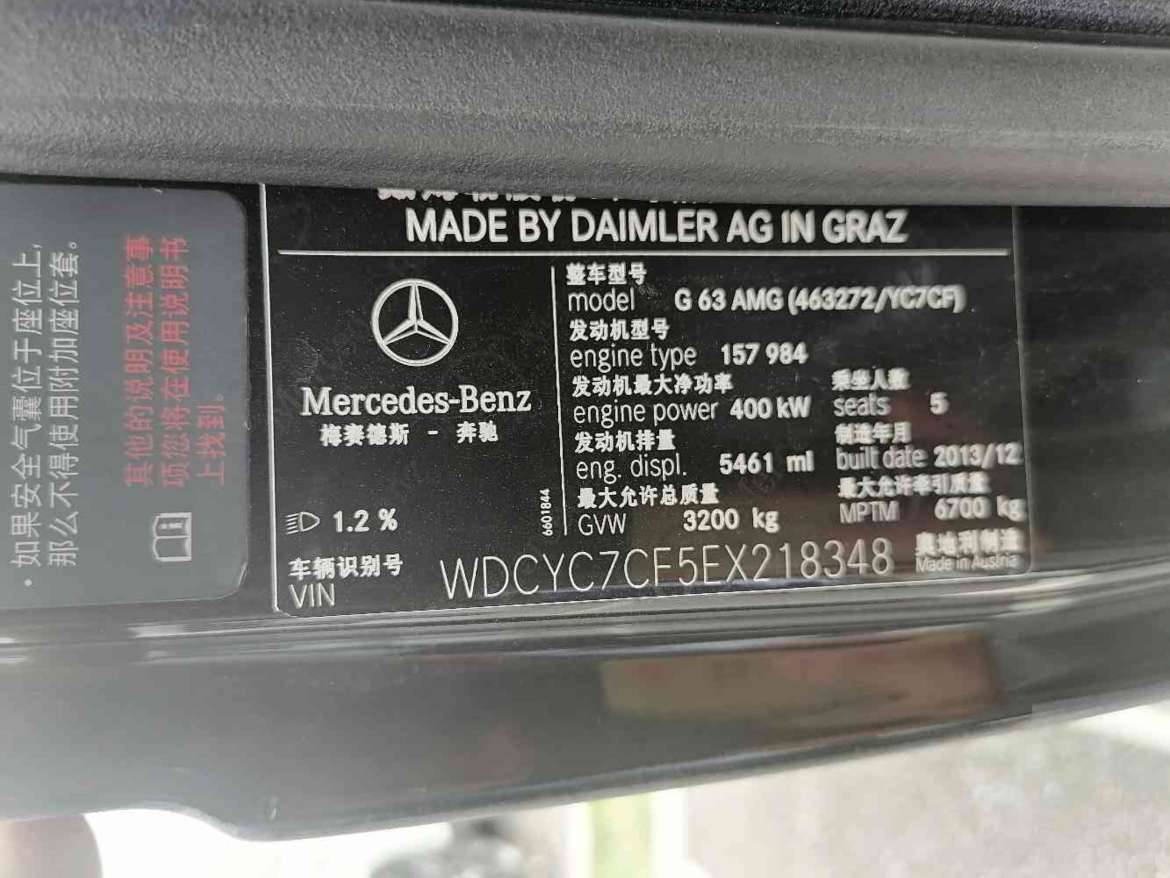 · 如果安全气囊位于座位上,
那么不得使用附加座位套。
其他的说明及注意事
项您将在使用说明书
上找到。
MADE BY DAIMLER AG IN GRAZ
Mercedes-Benz
梅赛德斯 - 奔驰
1.2 %
6601844
整车型号
model G 63 AMG (463272/YC7CF)
发动机型号
engine type 157 984
发动机最大净功率 乘坐人数
engine power 400 kW seats 5
发动机排量 制造年月
eng. displ. 5461 ml built date 2013/12
最大允许总质量 最大允许牵引质量
GVW 3200 kg MPTM 6700 kg
车辆识别号
VIN WDCYC7CF5EX218348
奥地利制造
Made in Austria